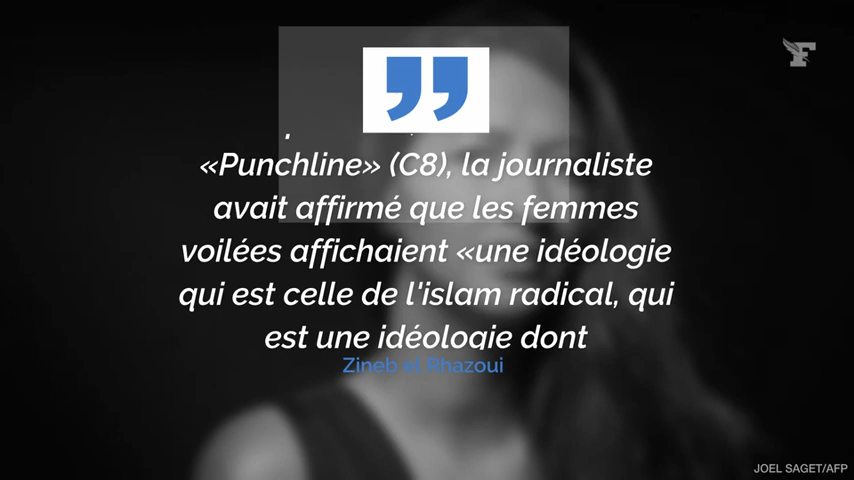 «Punchline» (C8), la journaliste
avait affirmé que les femmes
voilées affichaient «une idéologie
qui est celle de l'islam radical, qui
est une idéologie dont
Zineb el Rhazoui
JOEL SAGET/AFP